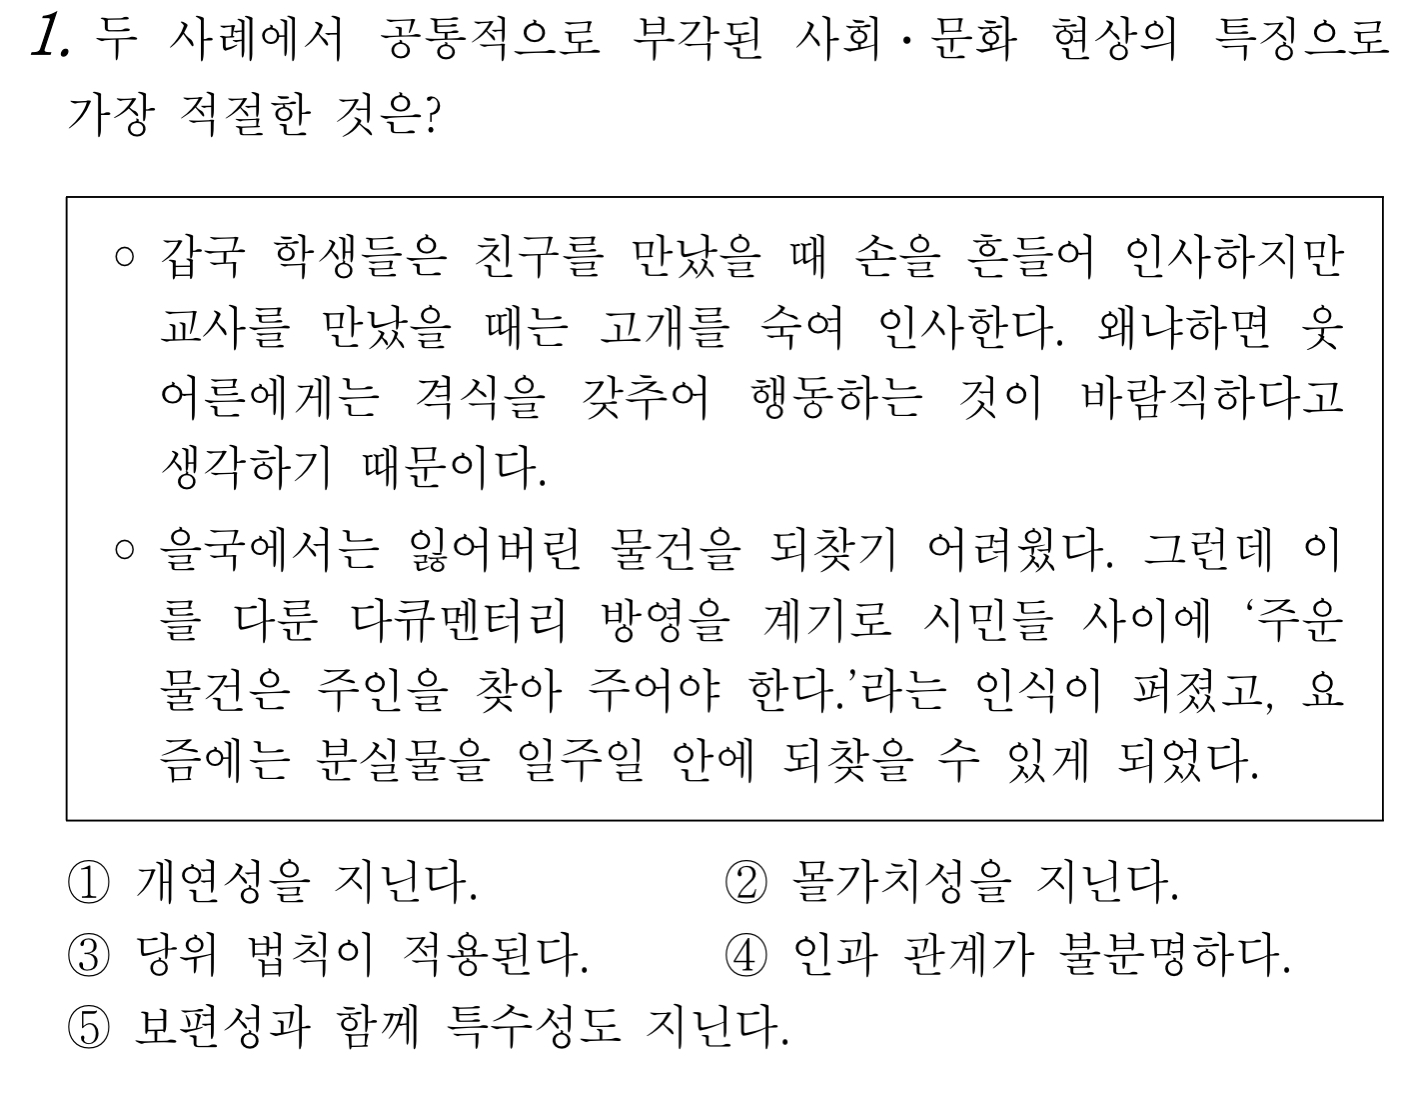 1. 두 사례에서 공통적으로 부각된 사회·문화 현상의 특징으로
가장 적절한 것은?
○ 갑국 학생들은 친구를 만났을 때 손을 흔들어 인사하지만
교사를 만났을 때는 고개를 숙여 인사한다. 왜냐하면 웃
어른에게는 격식을 갖추어 행동하는 것이 바람직하다고
생각하기 때문이다.
○ 을국에서는 잃어버린 물건을 되찾기 어려웠다. 그런데 이
를 다룬 다큐멘터리 방영을 계기로 시민들 사이에 ‘주운
물건은 주인을 찾아 주어야 한다.’라는 인식이 퍼졌고, 요
즘에는 분실물을 일주일 안에 되찾을 수 있게 되었다.
① 개연성을 지닌다. ② 몰가치성을 지닌다.
③ 당위 법칙이 적용된다. ④ 인과 관계가 불분명하다.
⑤ 보편성과 함께 특수성도 지닌다.